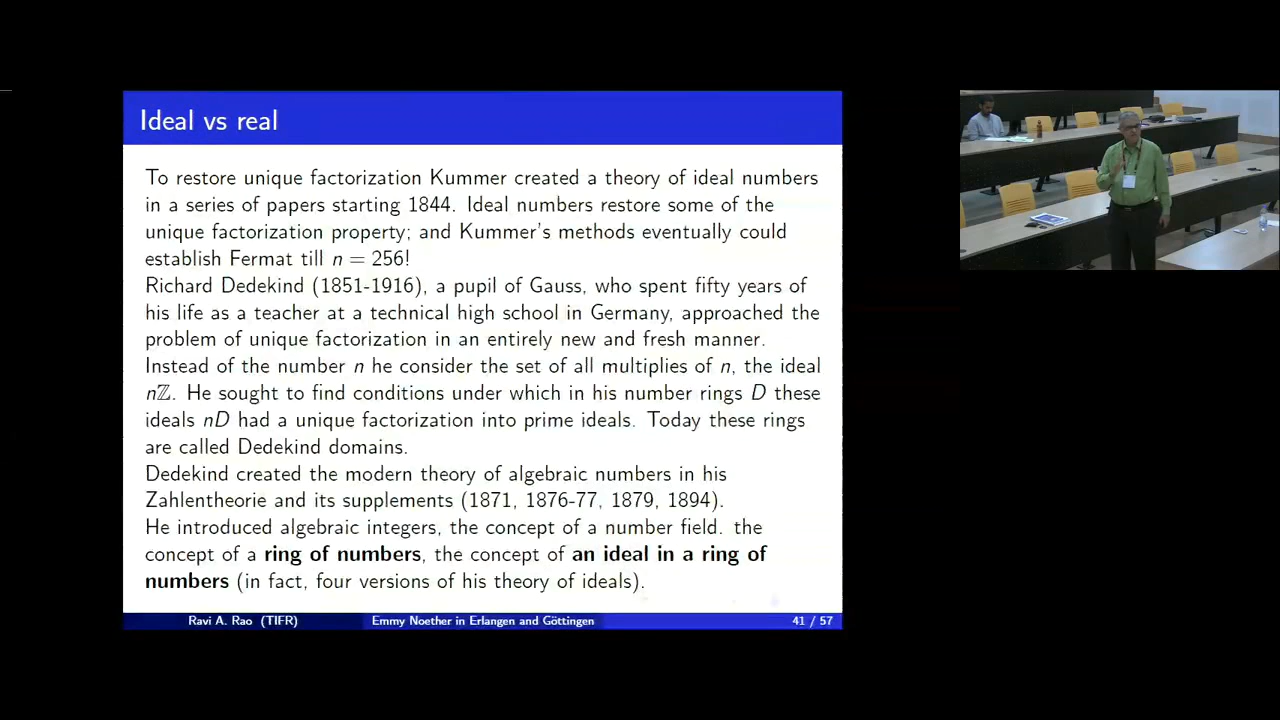 Ideal vs real
To restore unique factorization Kummer created a theory of ideal numbers
in a series of papers starting 1844. Ideal numbers restore some of the
unique factorization property; and Kummer's methods eventually could
establish Fermat till n = 256!
Richard Dedekind (1851-1916), a pupil of Gauss, who spent fifty years of
his life as a teacher at a technical high school in Germany, approached the
problem of unique factorization in an entirely new and fresh manner.
Instead of the number n he consider the set of all multiplies of n, the ideal
nℤ. He sought to find conditions under which in his number rings D these
ideals nD had a unique factorization into prime ideals. Today these rings
are called Dedekind domains.
Dedekind created the modern theory of algebraic numbers in his
Zahlentheorie and its supplements (1871, 1876-77, 1879, 1894).
He introduced algebraic integers, the concept of a number field. the
concept of a ring of numbers, the concept of an ideal in a ring of
numbers (in fact, four versions of his theory of ideals).
Ravi A. Rao (TIFR) Emmy Noether in Erlangen and Göttingen 41 / 57